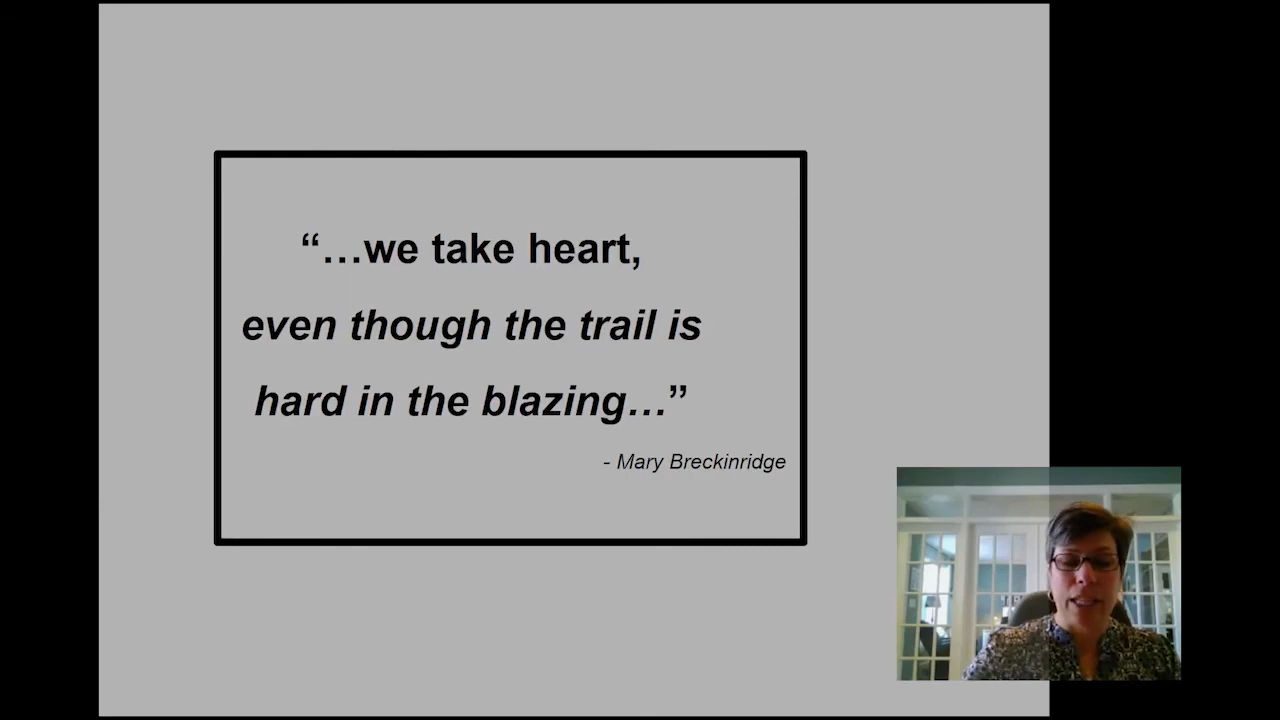 “…we take heart,
even though the trail is
hard in the blazing…”
- Mary Breckinridge